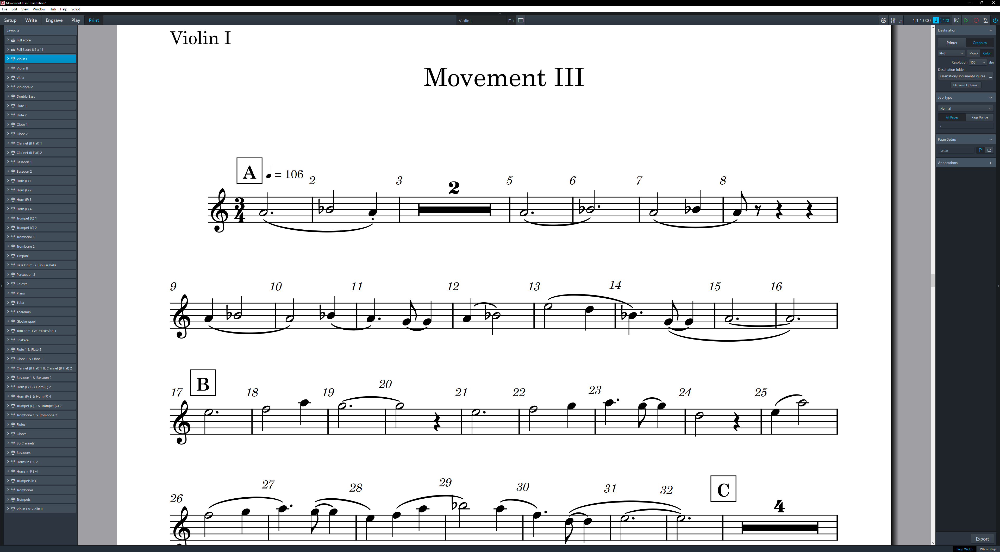 Movement III in Dissertation*
File Edit View Window Hub Help Script
Setup Write Engrave Play Print
Violin I
1.1.1.000 120
Layouts
Full score
Full Score 8.5 x 11
Violin I
Violin II
Viola
Violoncello
Double Bass
Flute 1
Flute 2
Oboe 1
Oboe 2
Clarinet (B Flat) 1
Clarinet (B Flat) 2
Bassoon 1
Bassoon 2
Horn (F) 1
Horn (F) 2
Horn (F) 3
Horn (F) 4
Trumpet (C) 1
Trumpet (C) 2
Trombone 1
Trombone 2
Timpani
Bass Drum & Tubular Bells
Percussion 2
Celeste
Piano
Tuba
Theremin
Glockenspiel
Tom-tom 1 & Percussion 1
Shekere
Flute 1 & Flute 2
Oboe 1 & Oboe 2
Clarinet (B Flat) 1 & Clarinet (B Flat) 2
Bassoon 1 & Bassoon 2
Horn (F) 1 & Horn (F) 2
Horn (F) 3 & Horn (F) 4
Trumpet (C) 1 & Trumpet (C) 2
Trombone 1 & Trombone 2
Flutes
Oboes
Bb Clarinets
Bassoons
Horns in F 1-2
Horns in F 3-4
Trumpets in C
Trombones
Trumpets
Violin I & Violin II
Violin I
Movement III
A = 106
2 3 2 5 6 7 8
3
4
9 10 11 12 13 14 15 16
B
17 18 19 20 21 22 23 24 25
C
26 27 28 29 30 31 32 4
Destination
Printer Graphics
PNG Mono Color
Resolution 150 dpi
Destination folder
issertation/Document/Figures ...
Filename Options...
Job Type
Normal
All Pages Page Range
7
Page Setup
Letter
Annotations
Export
Page Width Whole Page